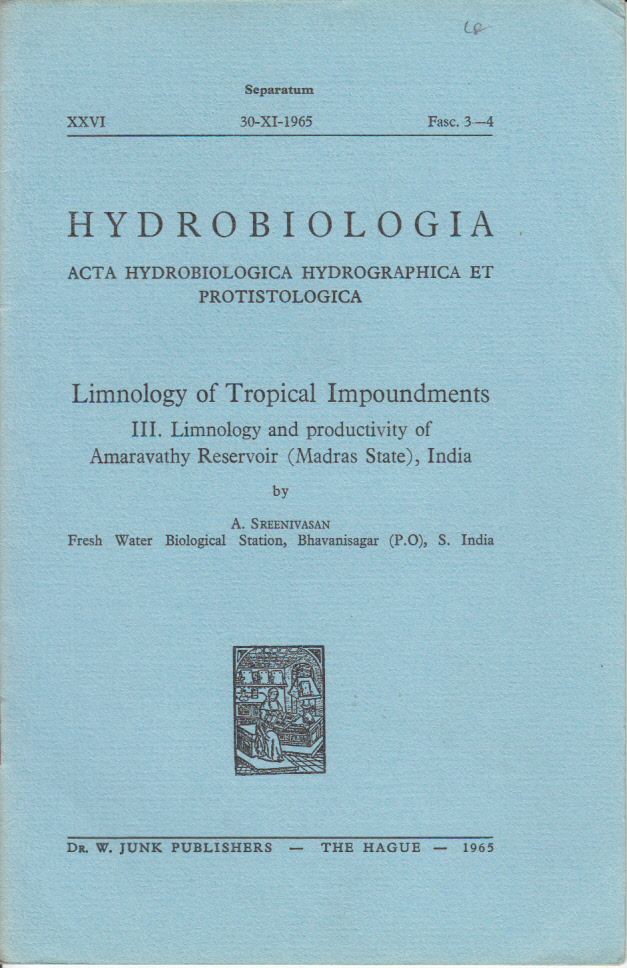 Separatum
XXVI 30-XI-1965 Fasc. 3—4
HYDROBIOLOGIA
ACTA HYDROBIOLOGICA HYDROGRAPHICA ET
PROTISTOLOGICA
Limnology of Tropical Impoundments
III. Limnology and productivity of
Amaravathy Reservoir (Madras State), India
by
A. SREENIVASAN
Fresh Water Biological Station, Bhavanisagar (P.O), S. India
DR. W. JUNK PUBLISHERS — THE HAGUE — 1965